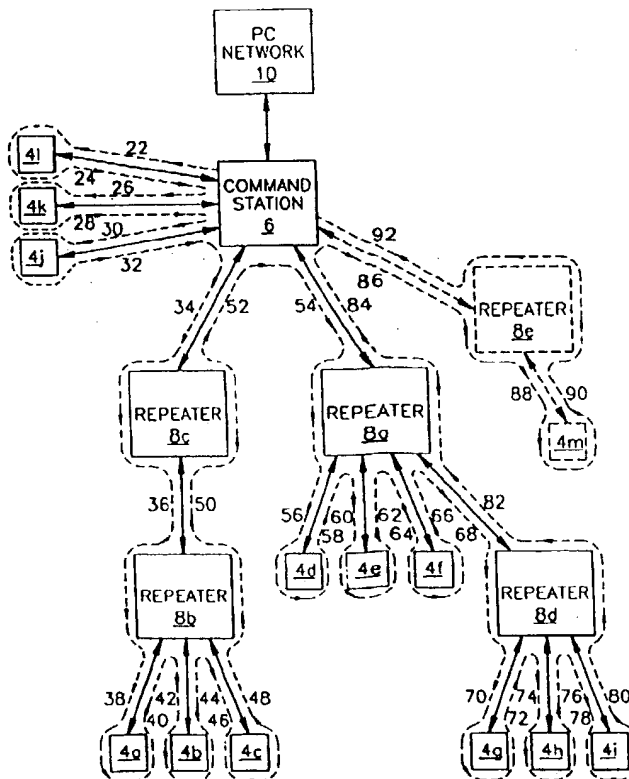 PC
NETWORK
10
4l
22
24
26
4k
28
30
4j
32
COMMAND
STATION
6
92
86
34
52
54
84
REPEATER
8e
88
90
4m
REPEATER
8c
REPEATER
8a
36
50
56
58
60
62
64
66
68
82
4d
4e
4f
REPEATER
8b
REPEATER
8d
38
40
42
44
46
48
70
72
74
76
78
80
4a
4b
4c
4g
4h
4i